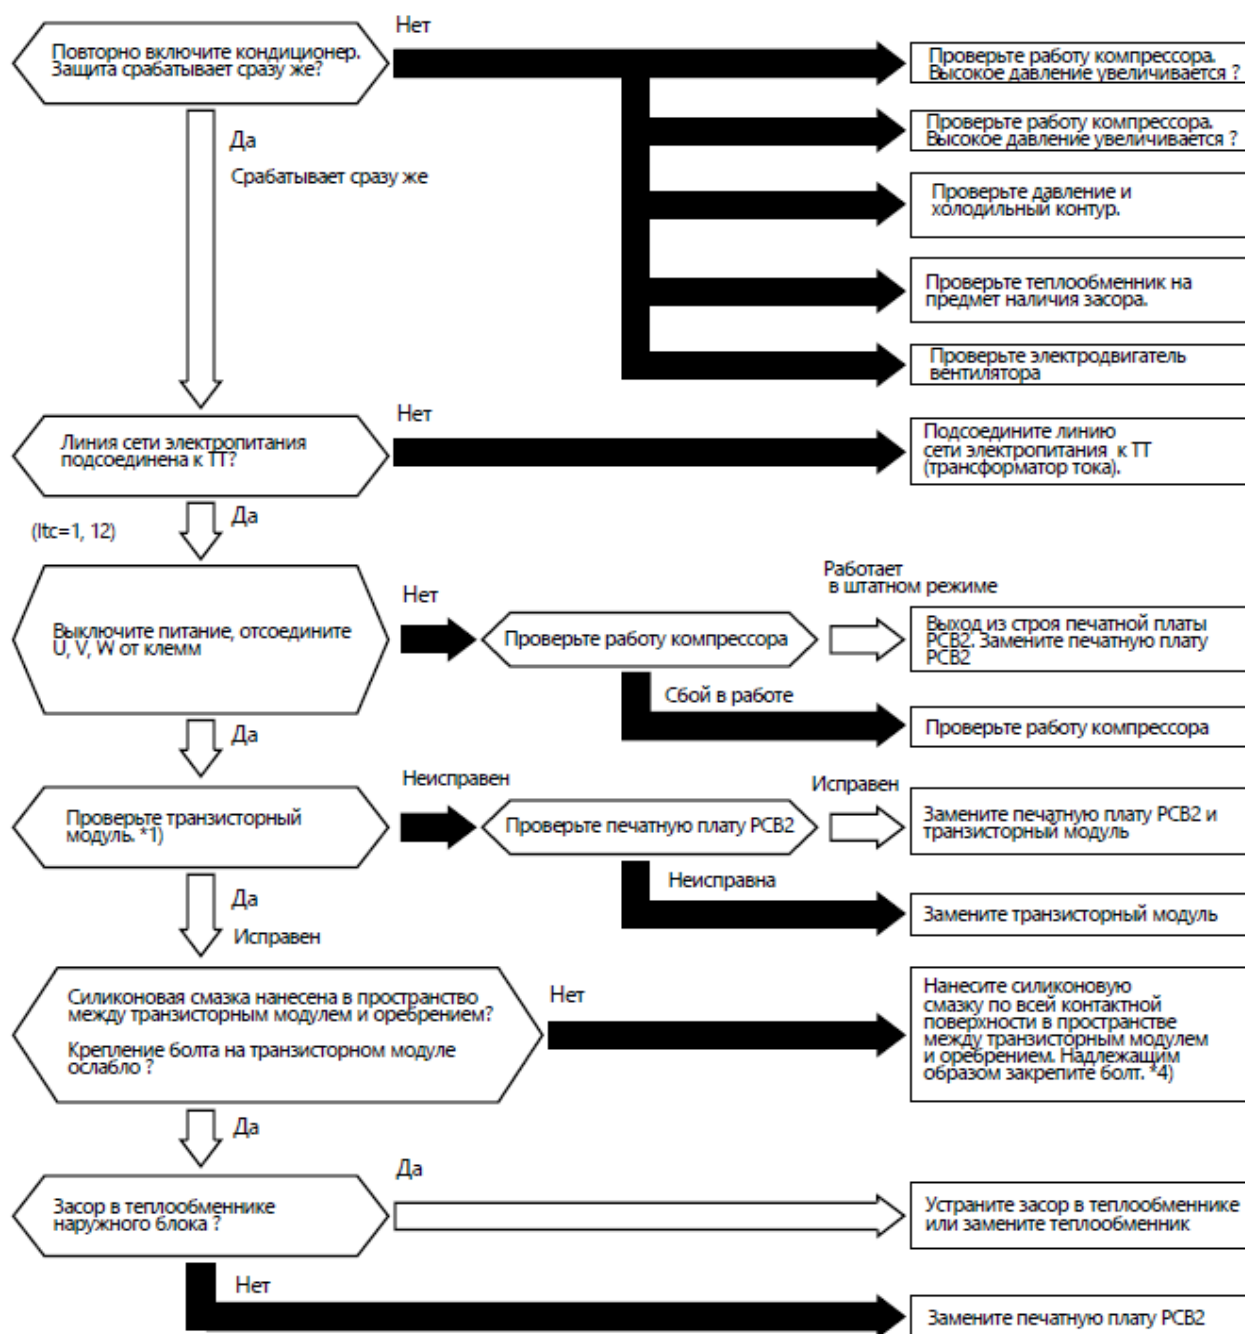 Нет
Повторно включите кондиционер.
Защита срабатывает сразу же?
Проверьте работу компрессора.
Высокое давление увеличивается ?
Да
Срабатывает сразу же
Проверьте работу компрессора.
Высокое давление увеличивается ?
Проверьте давление и
холодильный контур.
Проверьте теплообменник на
предмет наличия засора.
Проверьте электродвигатель
вентилятора
Линия сети электропитания
подсоединена к ТТ?
Нет
Подсоедините линию
сети электропитания к ТТ
(трансформатор тока).
Да
(Itc=1, 12)
Выключите питание, отсоедините
U, V, W от клемм
Нет
Проверьте работу компрессора
Работает
в штатном режиме
Выход из строя печатной платы
PCB2. Замените печатную плату
PCB2
Сбой в работе
Проверьте работу компрессора
Да
Проверьте транзисторный
модуль. *1)
Неисправен
Проверьте печатную плату PCB2
Исправен
Замените печатную плату PCB2 и
транзисторный модуль
Неисправна
Замените транзисторный модуль
Да
Исправен
Силиконовая смазка нанесена в пространство
между транзисторным модулем и оребрением?
Крепление болта на транзисторном модуле
ослабло ?
Нет
Нанесите силиконовую
смазку по всей контактной
поверхности в пространстве
между транзисторным модулем
и оребрением. Надлежащим
образом закрепите болт. *4)
Да
Засор в теплообменнике
наружного блока ?
Да
Устраните засор в теплообменнике
или замените теплообменник
Нет
Замените печатную плату PCB2